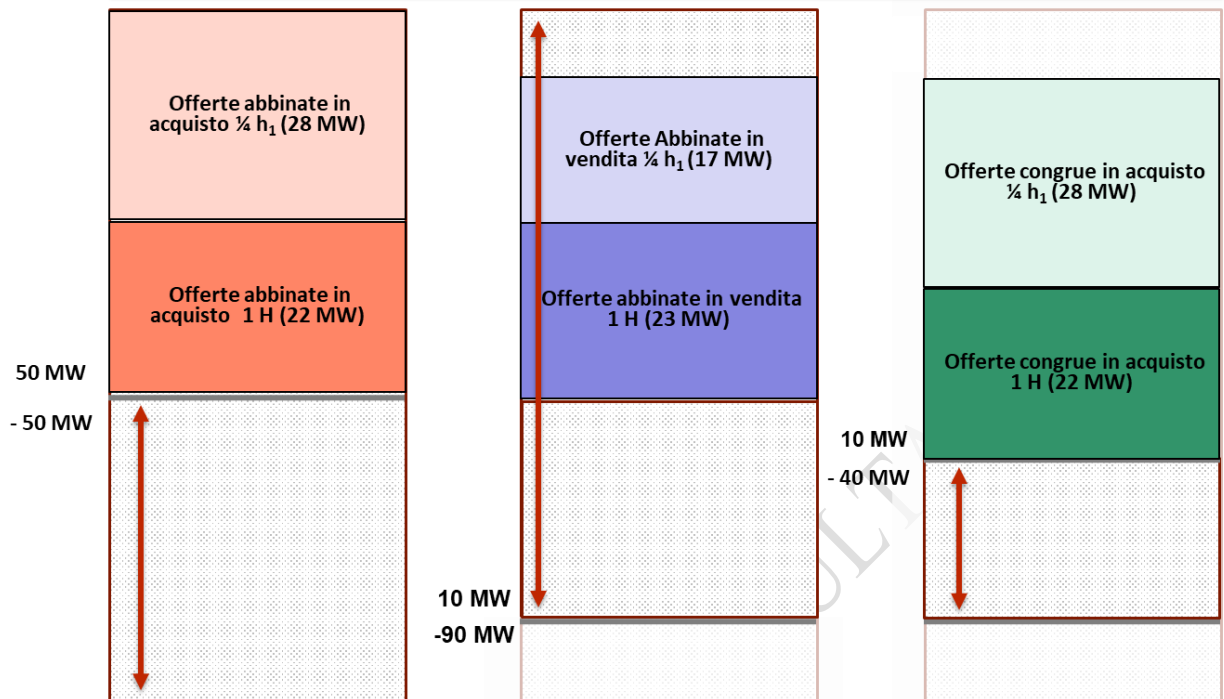 Offerte abbinate in
acquisto ¼ h₁ (28 MW)
Offerte abbinate in
acquisto 1 H (22 MW)
50 MW
- 50 MW
Offerte Abbinate in
vendita ¼ h₁ (17 MW)
Offerte abbinate in vendita
1 H (23 MW)
10 MW
-90 MW
Offerte congrue in acquisto
¼ h₁ (28 MW)
Offerte congrue in acquisto
1 H (22 MW)
10 MW
- 40 MW